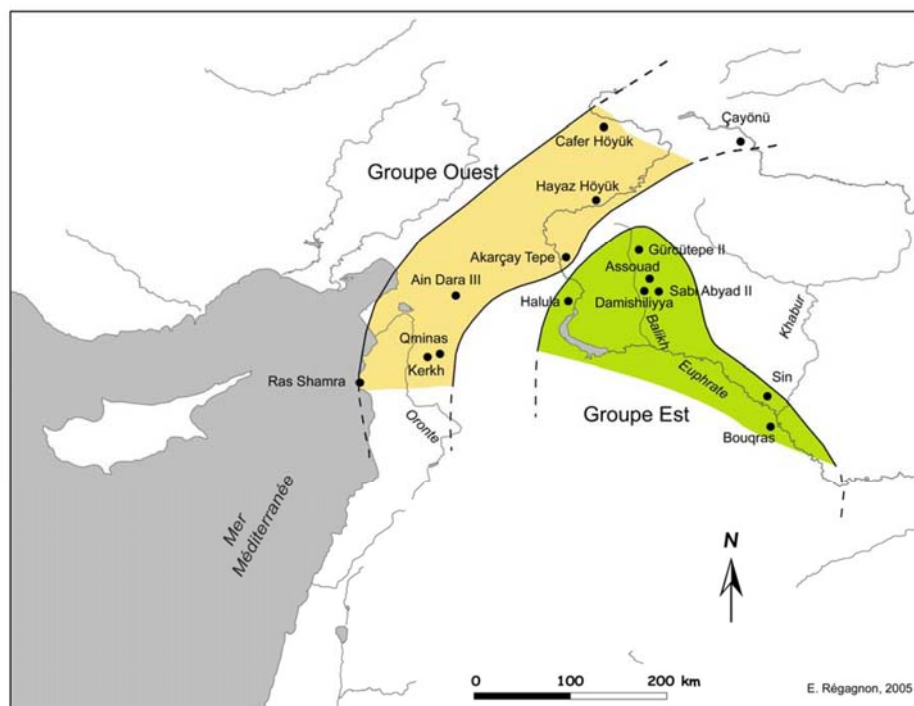 Çayönü
Cafer Höyük
Groupe Ouest
Hayaz Höyük
Akarçay Tepe
Gürcütepe II
Assouad
Ain Dara III
Halula
Sabi Abyad II
Damishiliyya
Khabur
Balikh
Qminas
Kerkh
Ras Shamra
Euphrate
Sin
Oronte
Groupe Est
Bouqras
Mer
Méditerranée
N
0 100 200 km
E. Régagnon, 2005